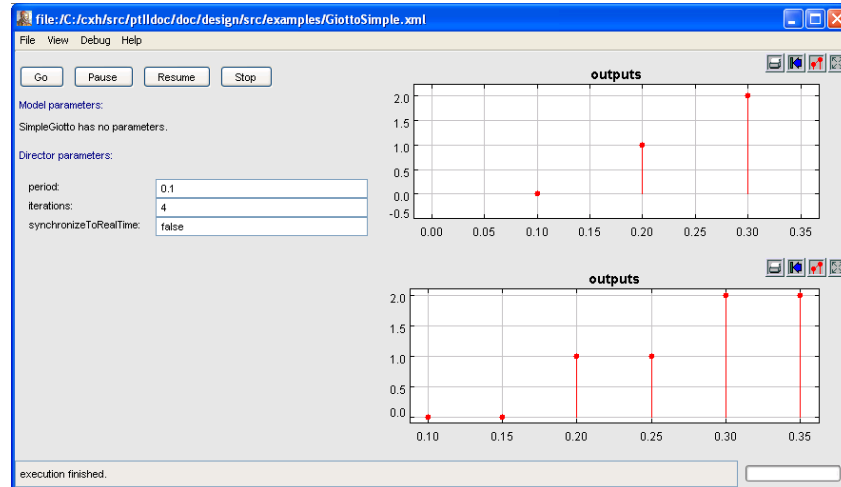 file:/C:/cxh/src/ptIIdoc/doc/design/src/examples/GiottoSimple.xml
File View Debug Help
Go Pause Resume Stop
Model parameters:
SimpleGiotto has no parameters.
Director parameters:
period: 0.1
iterations: 4
synchronizeToRealTime: false
outputs
2.0
1.5
1.0
0.5
0.0
-0.5
0.00 0.05 0.10 0.15 0.20 0.25 0.30 0.35
outputs
2.0
1.5
1.0
0.5
0.0
0.10 0.15 0.20 0.25 0.30 0.35
execution finished.